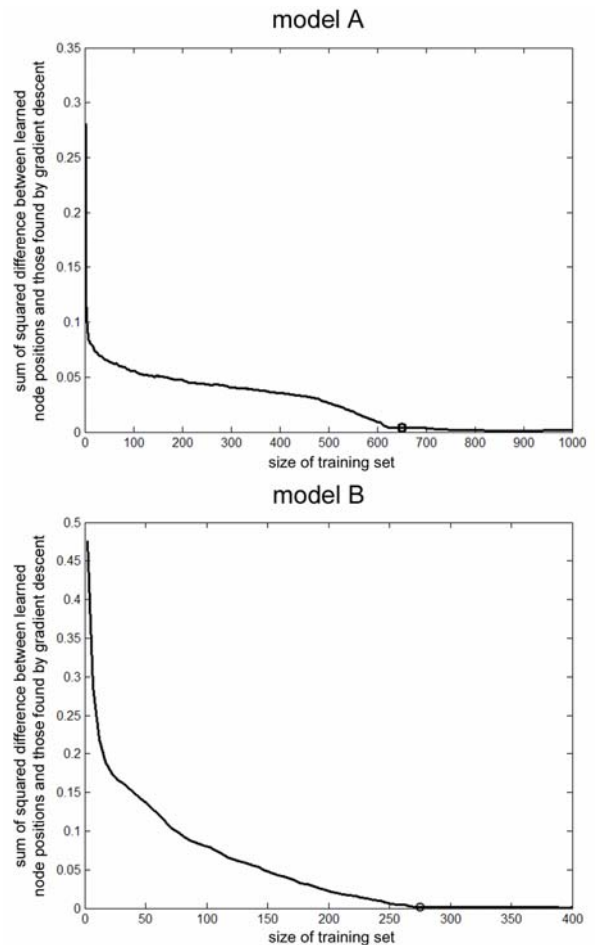 model A
sum of squared difference between learned
node positions and those found by gradient descent
0.35
0.3
0.25
0.2
0.15
0.1
0.05
0
0 100 200 300 400 500 600 700 800 900 1000
size of training set
model B
sum of squared difference between learned
node positions and those found by gradient descent
0.5
0.45
0.4
0.35
0.3
0.25
0.2
0.15
0.1
0.05
0
0 50 100 150 200 250 300 350 400
size of training set